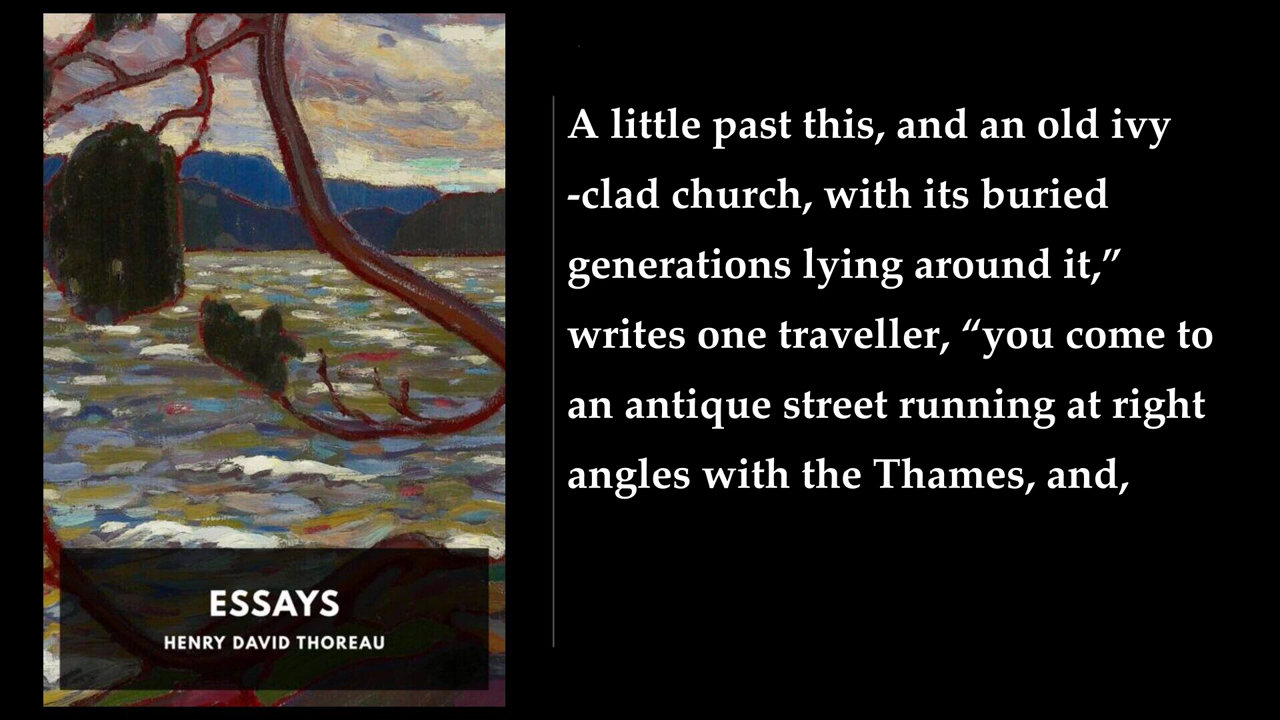 ESSAYS
HENRY DAVID THOREAU
A little past this, and an old ivy
-clad church, with its buried
generations lying around it,”
writes one traveller, “you come to
an antique street running at right
angles with the Thames, and,